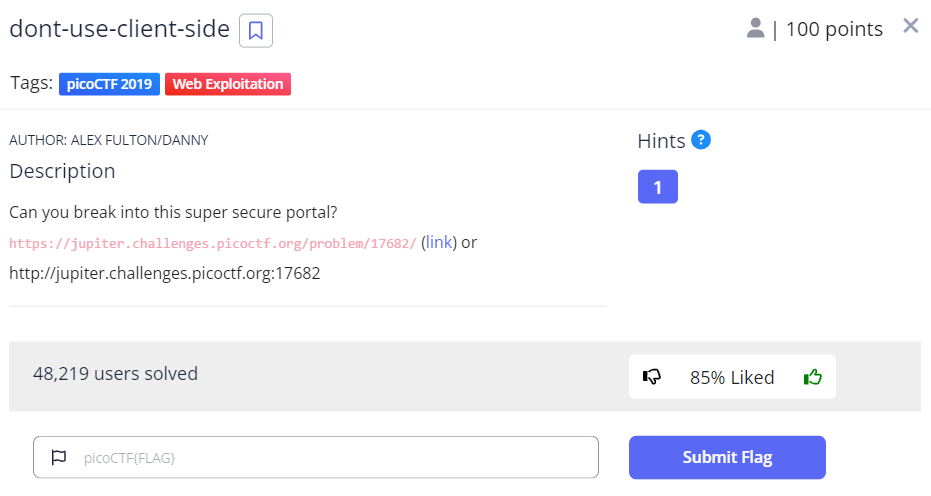 dont-use-client-side
| 100 points
Tags: picoCTF 2019 Web Exploitation
AUTHOR: ALEX FULTON/DANNY
Description
Can you break into this super secure portal?
https://jupiter.challenges.picoctf.org/problem/17682/ (link) or
http://jupiter.challenges.picoctf.org:17682
Hints ?
1
48,219 users solved
85% Liked
picoCTF{FLAG}
Submit Flag